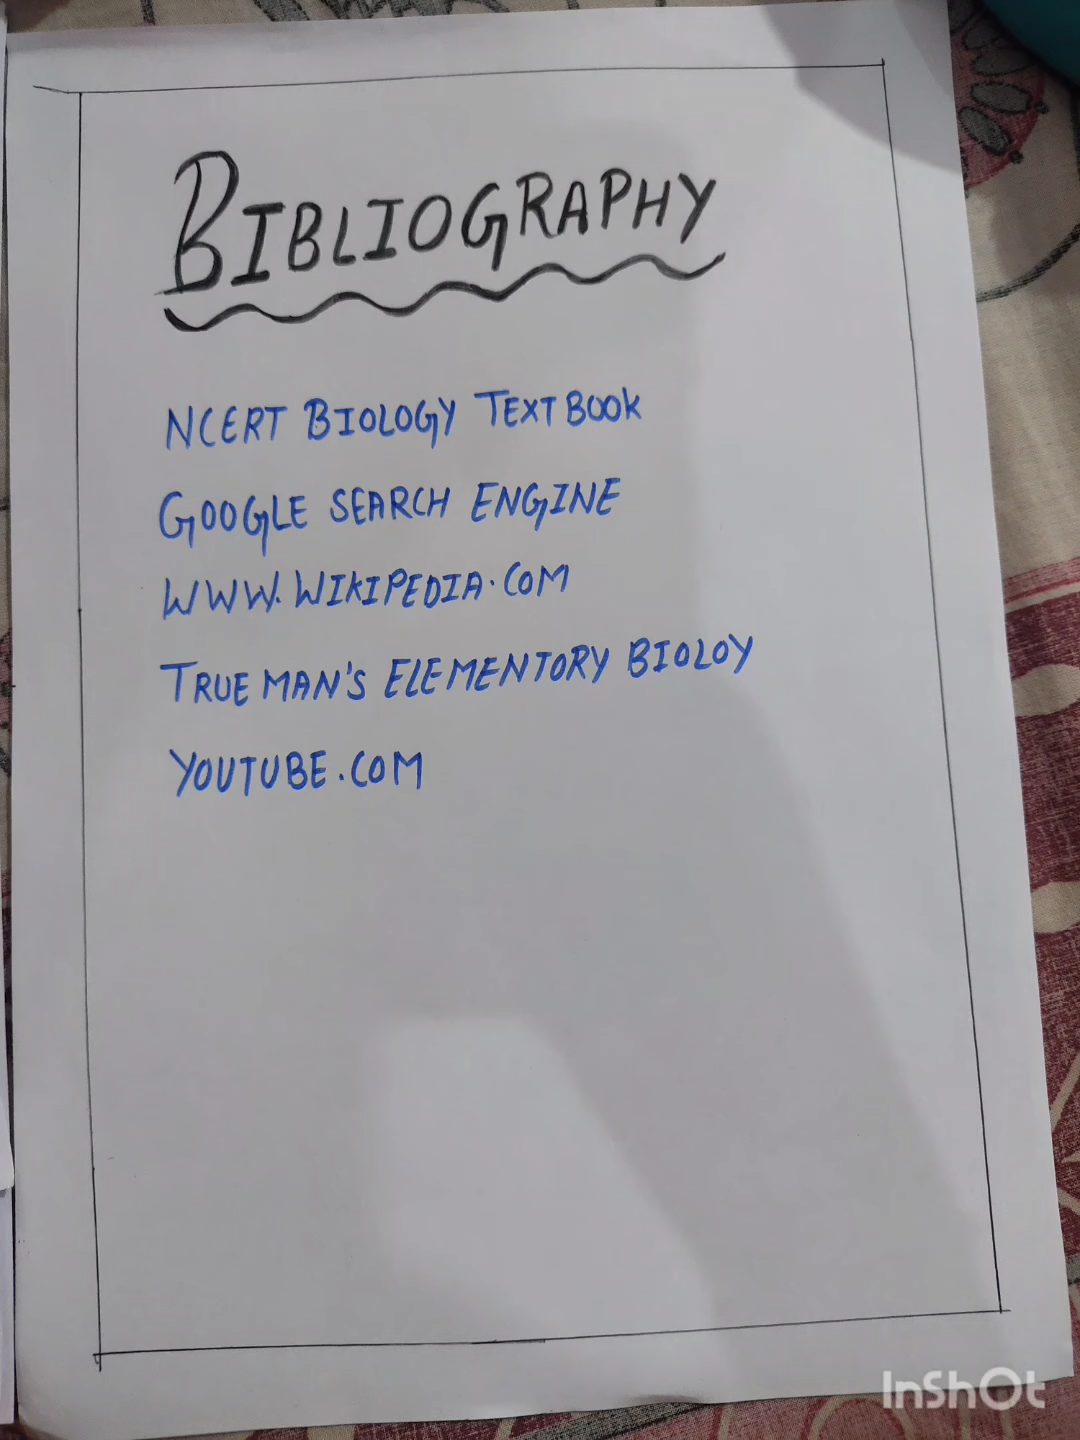 BIBLIOGRAPHY
NCERT BIOLOGY TEXT BOOK
GOOGLE SEARCH ENGINE
WWW.WIKIPEDIA.COM
TRUE MAN'S ELEMENTORY BIOLOY
YOUTUBE.COM
InShOt